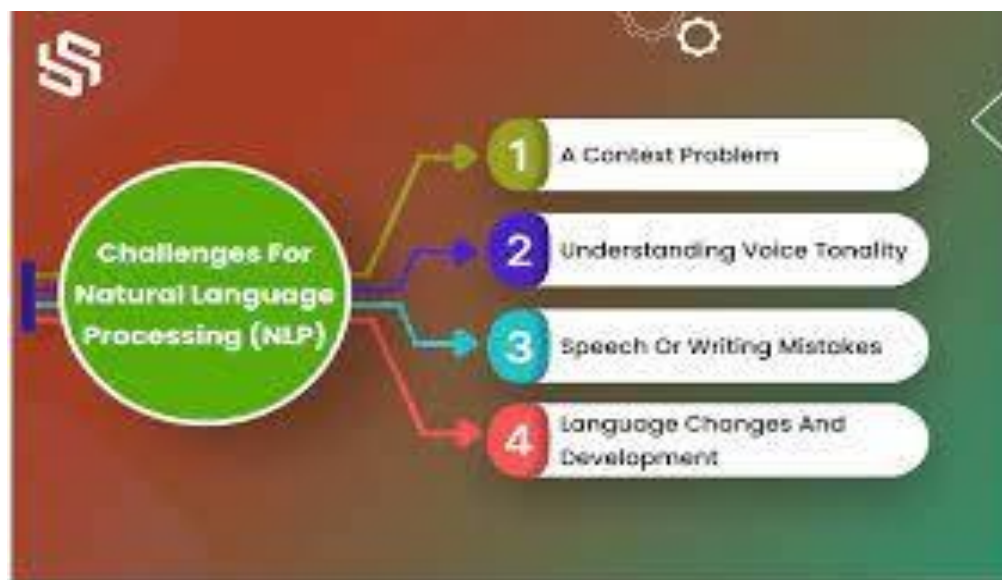 Challenges For
Natural Language
Processing (NLP)
1
A Context Problem
2
Understanding Voice Tonality
3
Speech Or Writing Mistakes
4
Language Changes And
Development